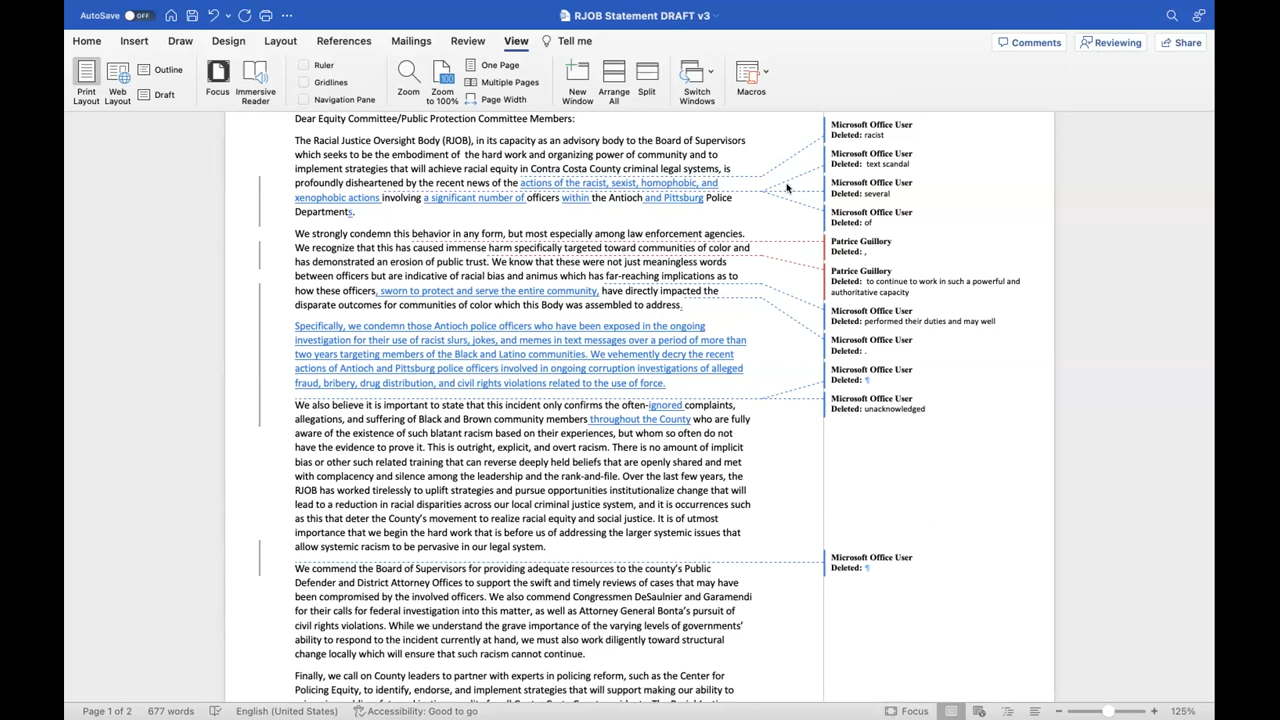 AutoSave OFF RJOB Statement DRAFT v3
Home Insert Draw Design Layout References Mailings Review View Tell me Comments Reviewing Share
Print Layout
Web Layout
Outline
Draft
Focus
Immersive Reader
Ruler
Gridlines
Navigation Pane
Zoom
Zoom to 100%
One Page
Multiple Pages
Page Width
New Window
Arrange All
Split
Switch Windows
Macros
Dear Equity Committee/Public Protection Committee Members:
The Racial Justice Oversight Body (RJOB), in its capacity as an advisory body to the Board of Supervisors
which seeks to be the embodiment of the hard work and organizing power of community and to
implement strategies that will achieve racial equity in Contra Costa County criminal legal systems, is
profoundly disheartened by the recent news of the actions of the racist, sexist, homophobic, and
xenophobic actions involving a significant number of officers within the Antioch and Pittsburg Police
Departments.
We strongly condemn this behavior in any form, but most especially among law enforcement agencies.
We recognize that this has caused immense harm specifically targeted toward communities of color and
has demonstrated an erosion of public trust. We know that these were not just meaningless words
between officers but are indicative of racial bias and animus which has far-reaching implications as to
how these officers, sworn to protect and serve the entire community, have directly impacted the
disparate outcomes for communities of color which this Body was assembled to address.
Specifically, we condemn those Antioch police officers who have been exposed in the ongoing
investigation for their use of racist slurs, jokes, and memes in text messages over a period of more than
two years targeting members of the Black and Latino communities. We vehemently decry the recent
actions of Antioch and Pittsburg police officers involved in ongoing corruption investigations of alleged
fraud, bribery, drug distribution, and civil rights violations related to the use of force.
We also believe it is important to state that this incident only confirms the often-ignored complaints,
allegations, and suffering of Black and Brown community members throughout the County who are fully
aware of the existence of such blatant racism based on their experiences, but whom so often do not
have the evidence to prove it. This is outright, explicit, and overt racism. There is no amount of implicit
bias or other such related training that can reverse deeply held beliefs that are openly shared and met
with complacency and silence among the leadership and the rank-and-file. Over the last few years, the
RJOB has worked tirelessly to uplift strategies and pursue opportunities institutionalize change that will
lead to a reduction in racial disparities across our local criminal justice system, and it is occurrences such
as this that deter the County's movement to realize racial equity and social justice. It is of utmost
importance that we begin the hard work that is before us of addressing the larger systemic issues that
allow systemic racism to be pervasive in our legal system.
We commend the Board of Supervisors for providing adequate resources to the county's Public
Defender and District Attorney Offices to support the swift and timely reviews of cases that may have
been compromised by the involved officers. We also commend Congressmen DeSaulnier and Garamendi
for their calls for federal investigation into this matter, as well as Attorney General Bonta's pursuit of
civil rights violations. While we understand the grave importance of the varying levels of governments'
ability to respond to the incident currently at hand, we must also work diligently toward structural
change locally which will ensure that such racism cannot continue.
Finally, we call on County leaders to partner with experts in policing reform, such as the Center for
Policing Equity, to identify, endorse, and implement strategies that will support making our ability to
Microsoft Office User
Deleted: racist
Microsoft Office User
Deleted: text scandal
Microsoft Office User
Deleted: several
Microsoft Office User
Deleted: of
Patrice Guillory
Deleted: ,
Patrice Guillory
Deleted: to continue to work in such a powerful and
authoritative capacity
Microsoft Office User
Deleted: performed their duties and may well
Microsoft Office User
Deleted: .
Microsoft Office User
Deleted: ¶
Microsoft Office User
Deleted: unacknowledged
Microsoft Office User
Deleted: ¶
Page 1 of 2 677 words English (United States) Accessibility: Good to go Focus 125%